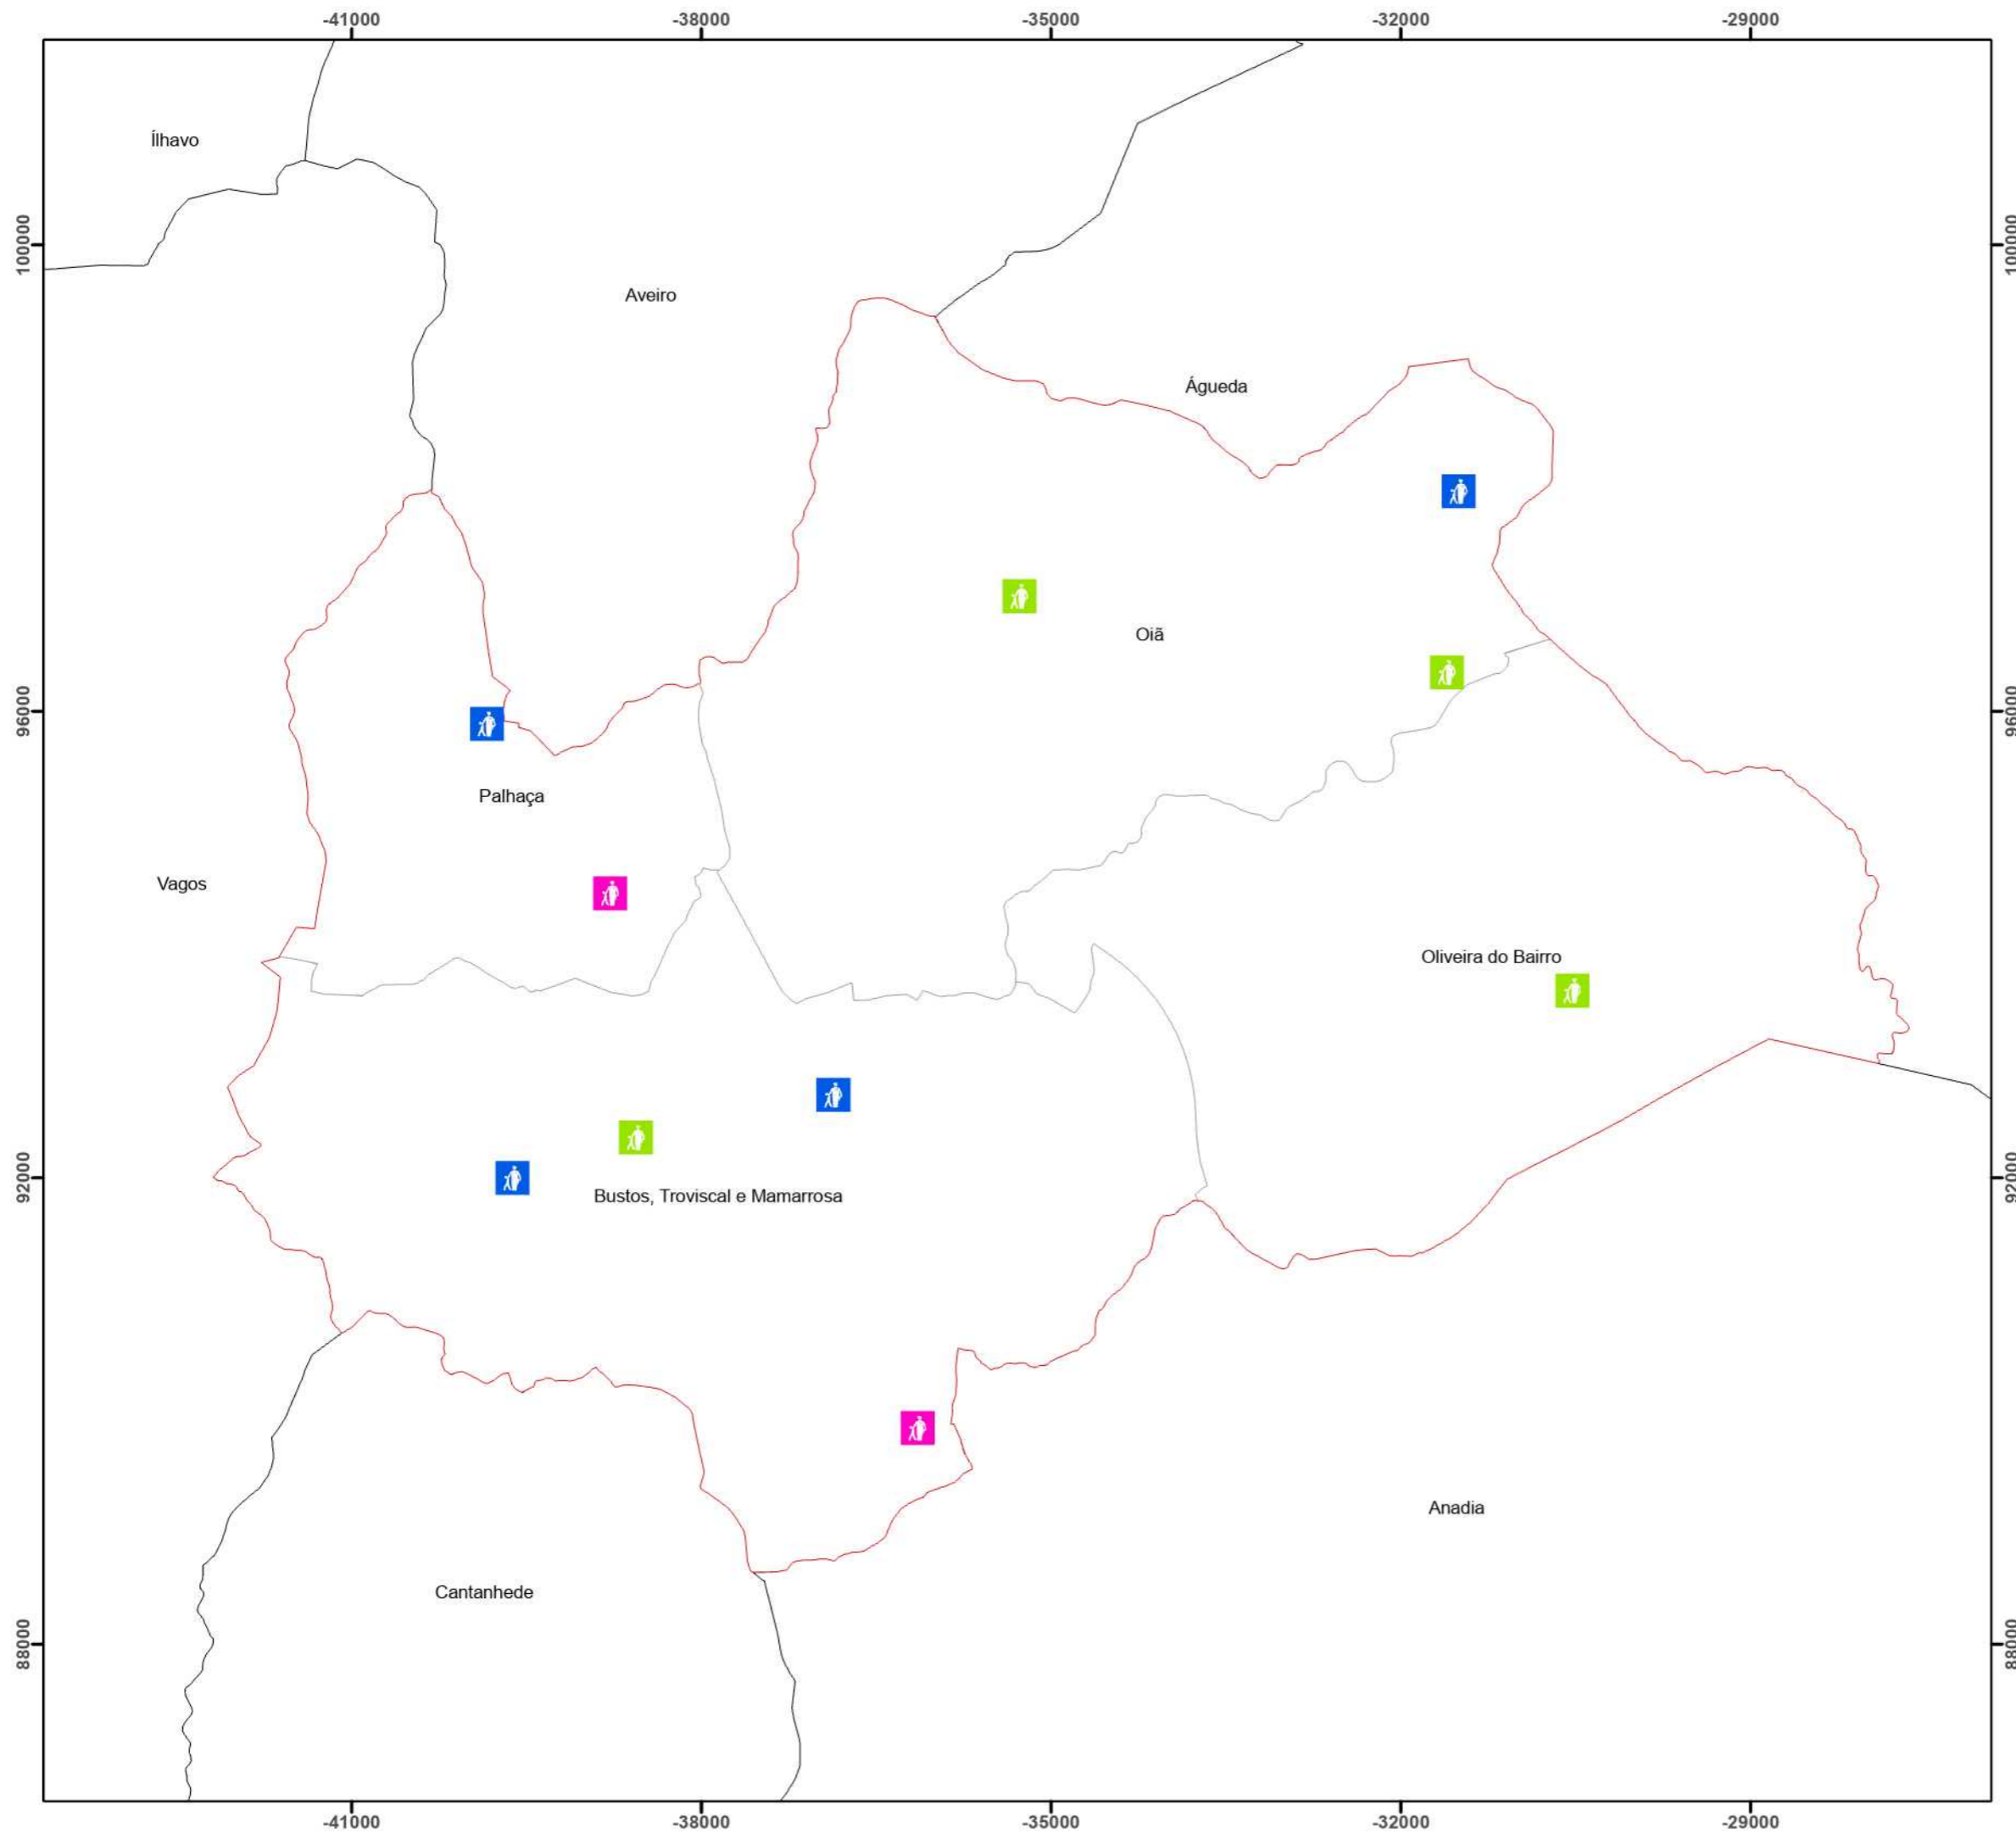 -41000 -38000 -35000 -32000 -29000
Ílhavo
100000 100000
Aveiro
Águeda
Oiã
96000 96000
Palhaça
Vagos
Oliveira do Bairro
92000 92000
Bustos, Troviscal e Mamarrosa
Anadia
Cantanhede
88000 88000
-41000 -38000 -35000 -32000 -29000